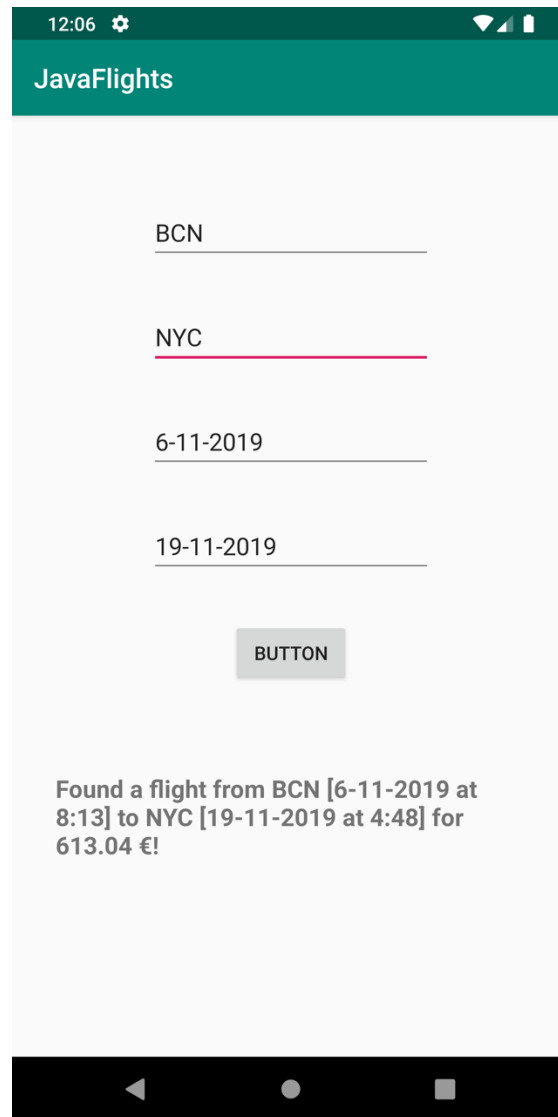 12:06
JavaFlights
BCN
NYC
6-11-2019
19-11-2019
BUTTON
Found a flight from BCN [6-11-2019 at
8:13] to NYC [19-11-2019 at 4:48] for
613.04 €!